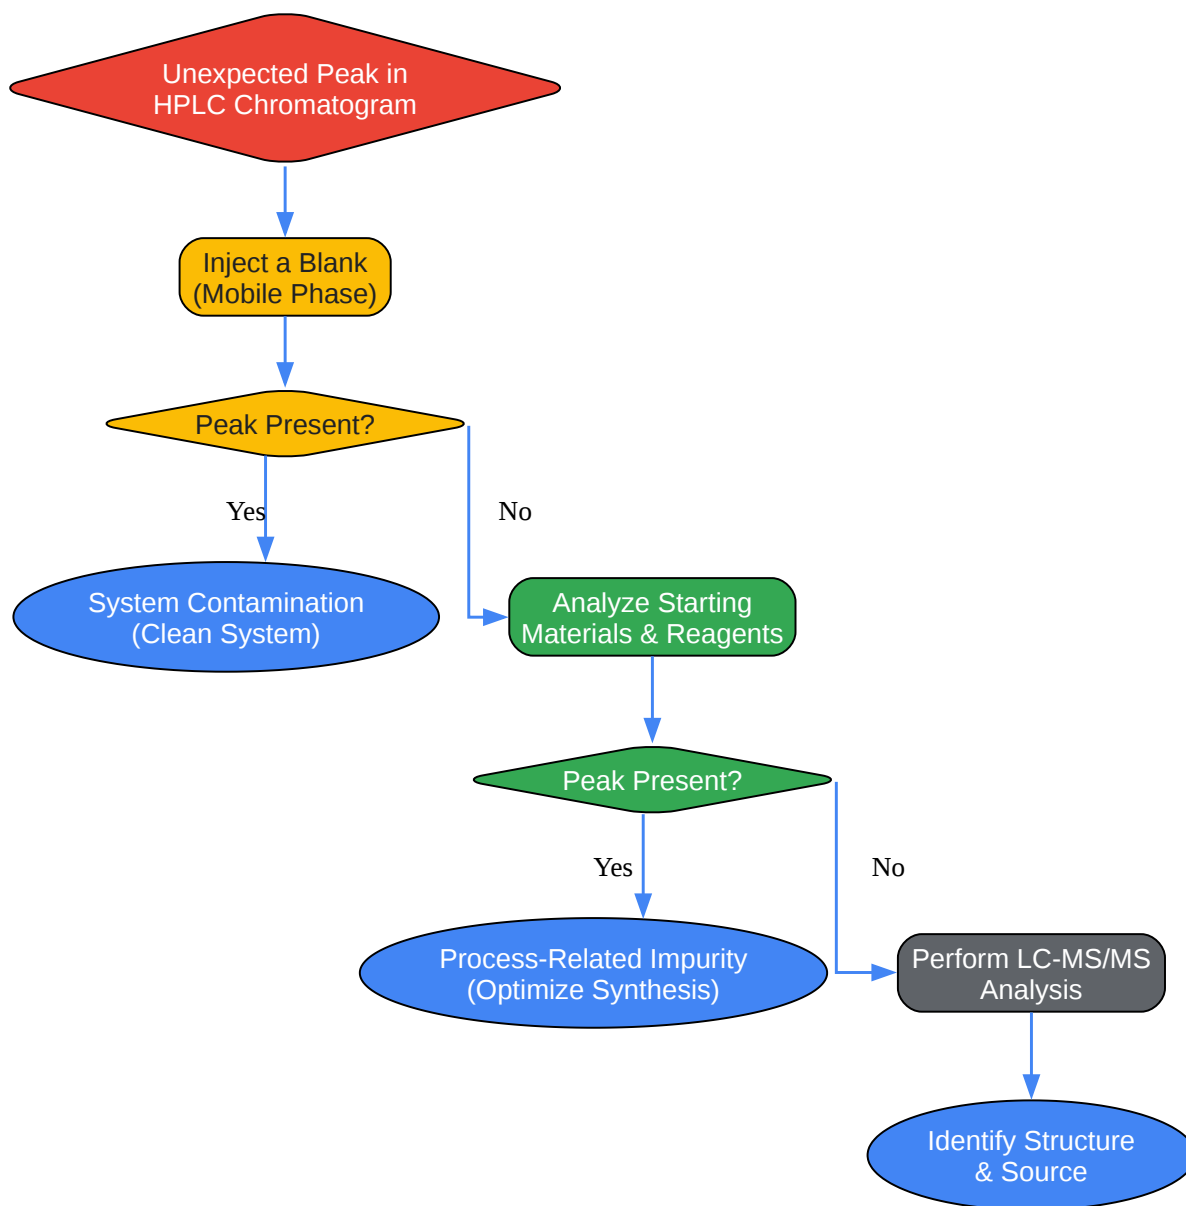 Unexpected Peak in
HPLC Chromatogram
Inject a Blank
(Mobile Phase)
Peak Present?
Yes
No
System Contamination
(Clean System)
Analyze Starting
Materials & Reagents
Peak Present?
Yes
No
Process-Related Impurity
(Optimize Synthesis)
Perform LC-MS/MS
Analysis
Identify Structure
& Source